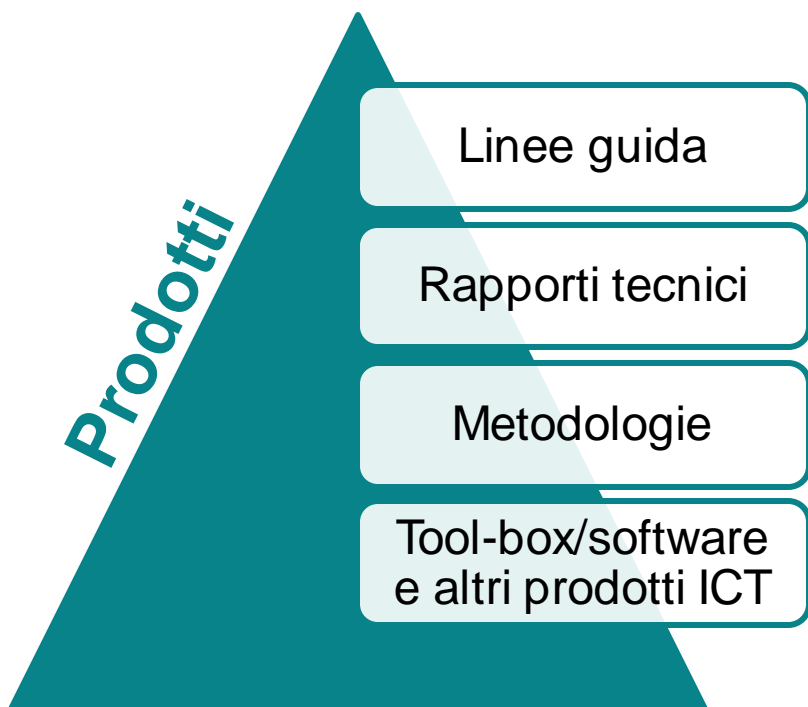 Prodotti
Linee guida
Rapporti tecnici
Metodologie
Tool-box/software
e altri prodotti ICT